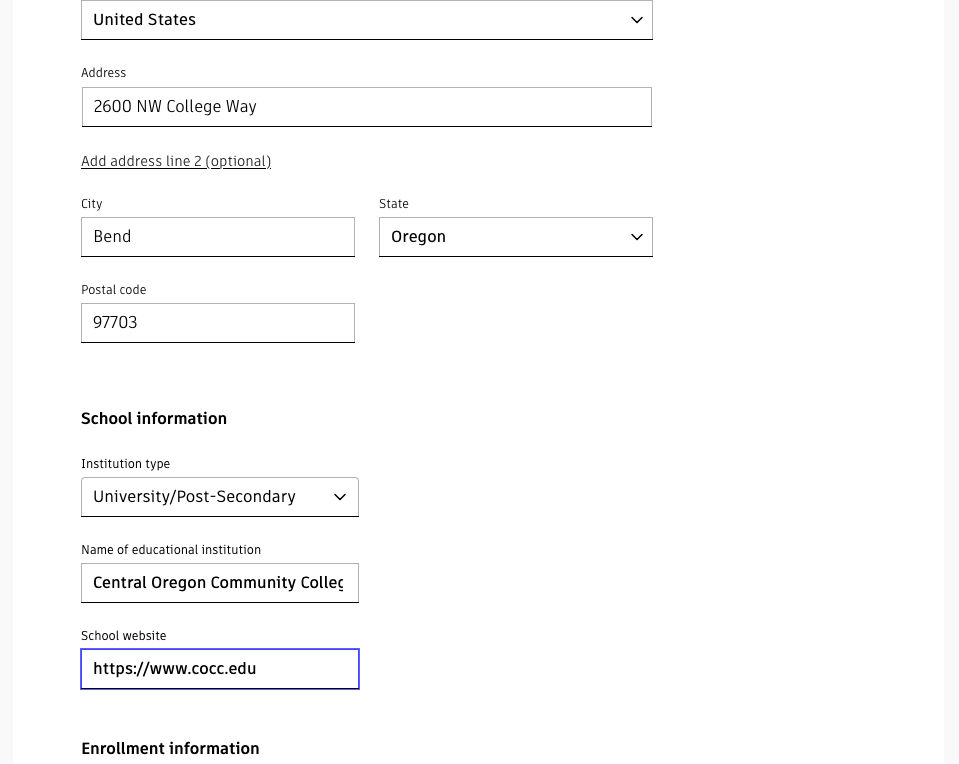 United States
Address
2600 NW College Way
Add address line 2 (optional)
City
State
Bend
Oregon
Postal code
97703
School information
Institution type
University/Post-Secondary
Name of educational institution
Central Oregon Community Colleg
School website
https://www.cocc.edu
Enrollment information